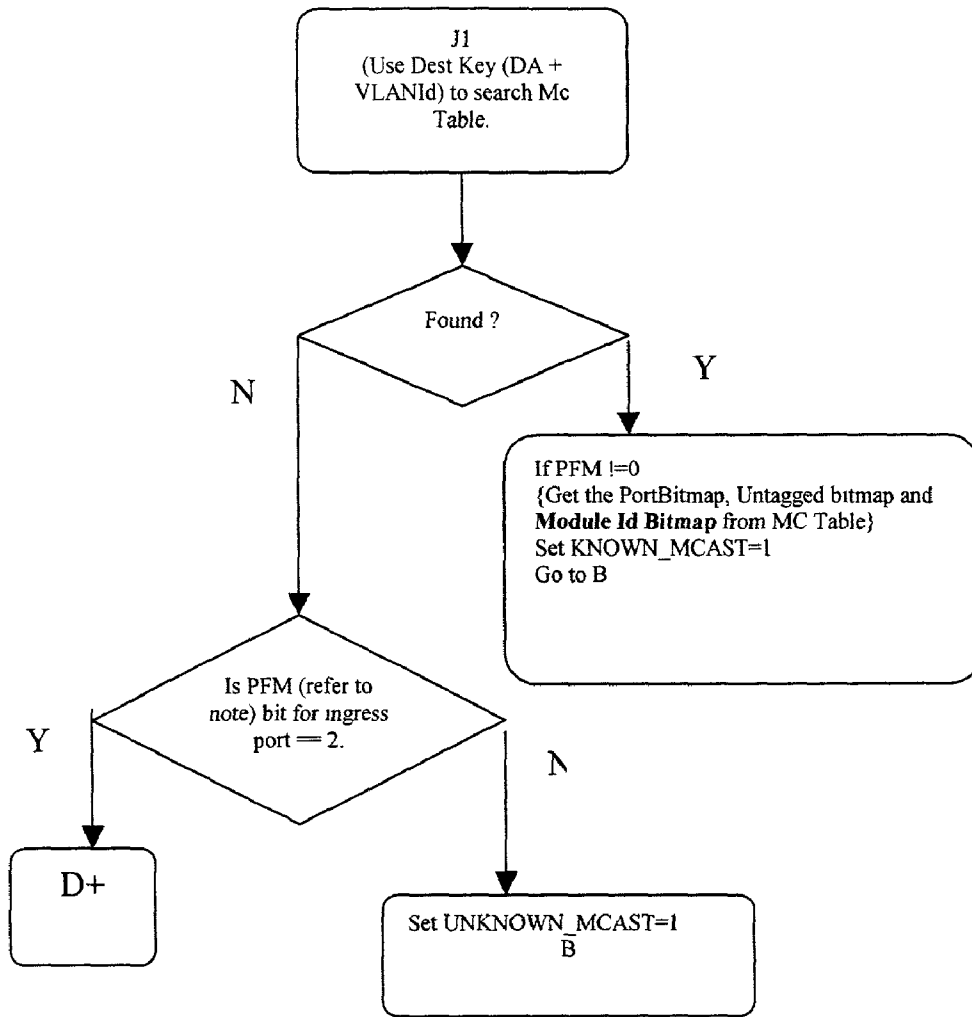 J1
(Use Dest Key (DA +
VLANId) to search Mc
Table.
Found ?
N
Y
If PFM !=0
{Get the PortBitmap, Untagged bitmap and
Module Id Bitmap from MC Table}
Set KNOWN_MCAST=1
Go to B
Is PFM (refer to
note) bit for ingress
port == 2.
Y
N
D+
Set UNKNOWN_MCAST=1
B